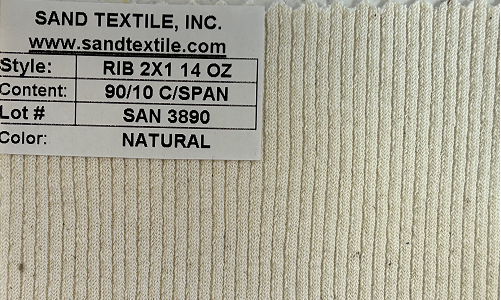 SAND TEXTILE, INC.
www.sandtextile.com
Style: RIB 2X1 14 OZ
Content: 90/10 C/SPAN
Lot # SAN 3890
Color: NATURAL